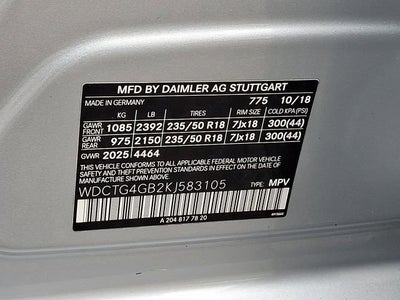 MFD BY DAIMLER AG STUTTGART
MADE IN GERMANY 775 10/18
KG LB TIRES RIM SIZE COLD KPA(PSI)
GAWR FRONT 1085 2392 235/50 R18 7Jx18 300(44)
GAWR REAR 975 2150 235/50 R18 7Jx18 300(44)
GVWR 2025 4464
THIS VEHICLE CONFORMS TO ALL APPLICABLE FEDERAL MOTOR VEHICLE
SAFETY AND THEFT PREVENTION STANDARDS IN EFFECT ON THE DATE
OF MANUFACTURE SHOWN ABOVE.
WDCTG4GB2KJ583105 TYPE: MPV
A 204 817 78 20